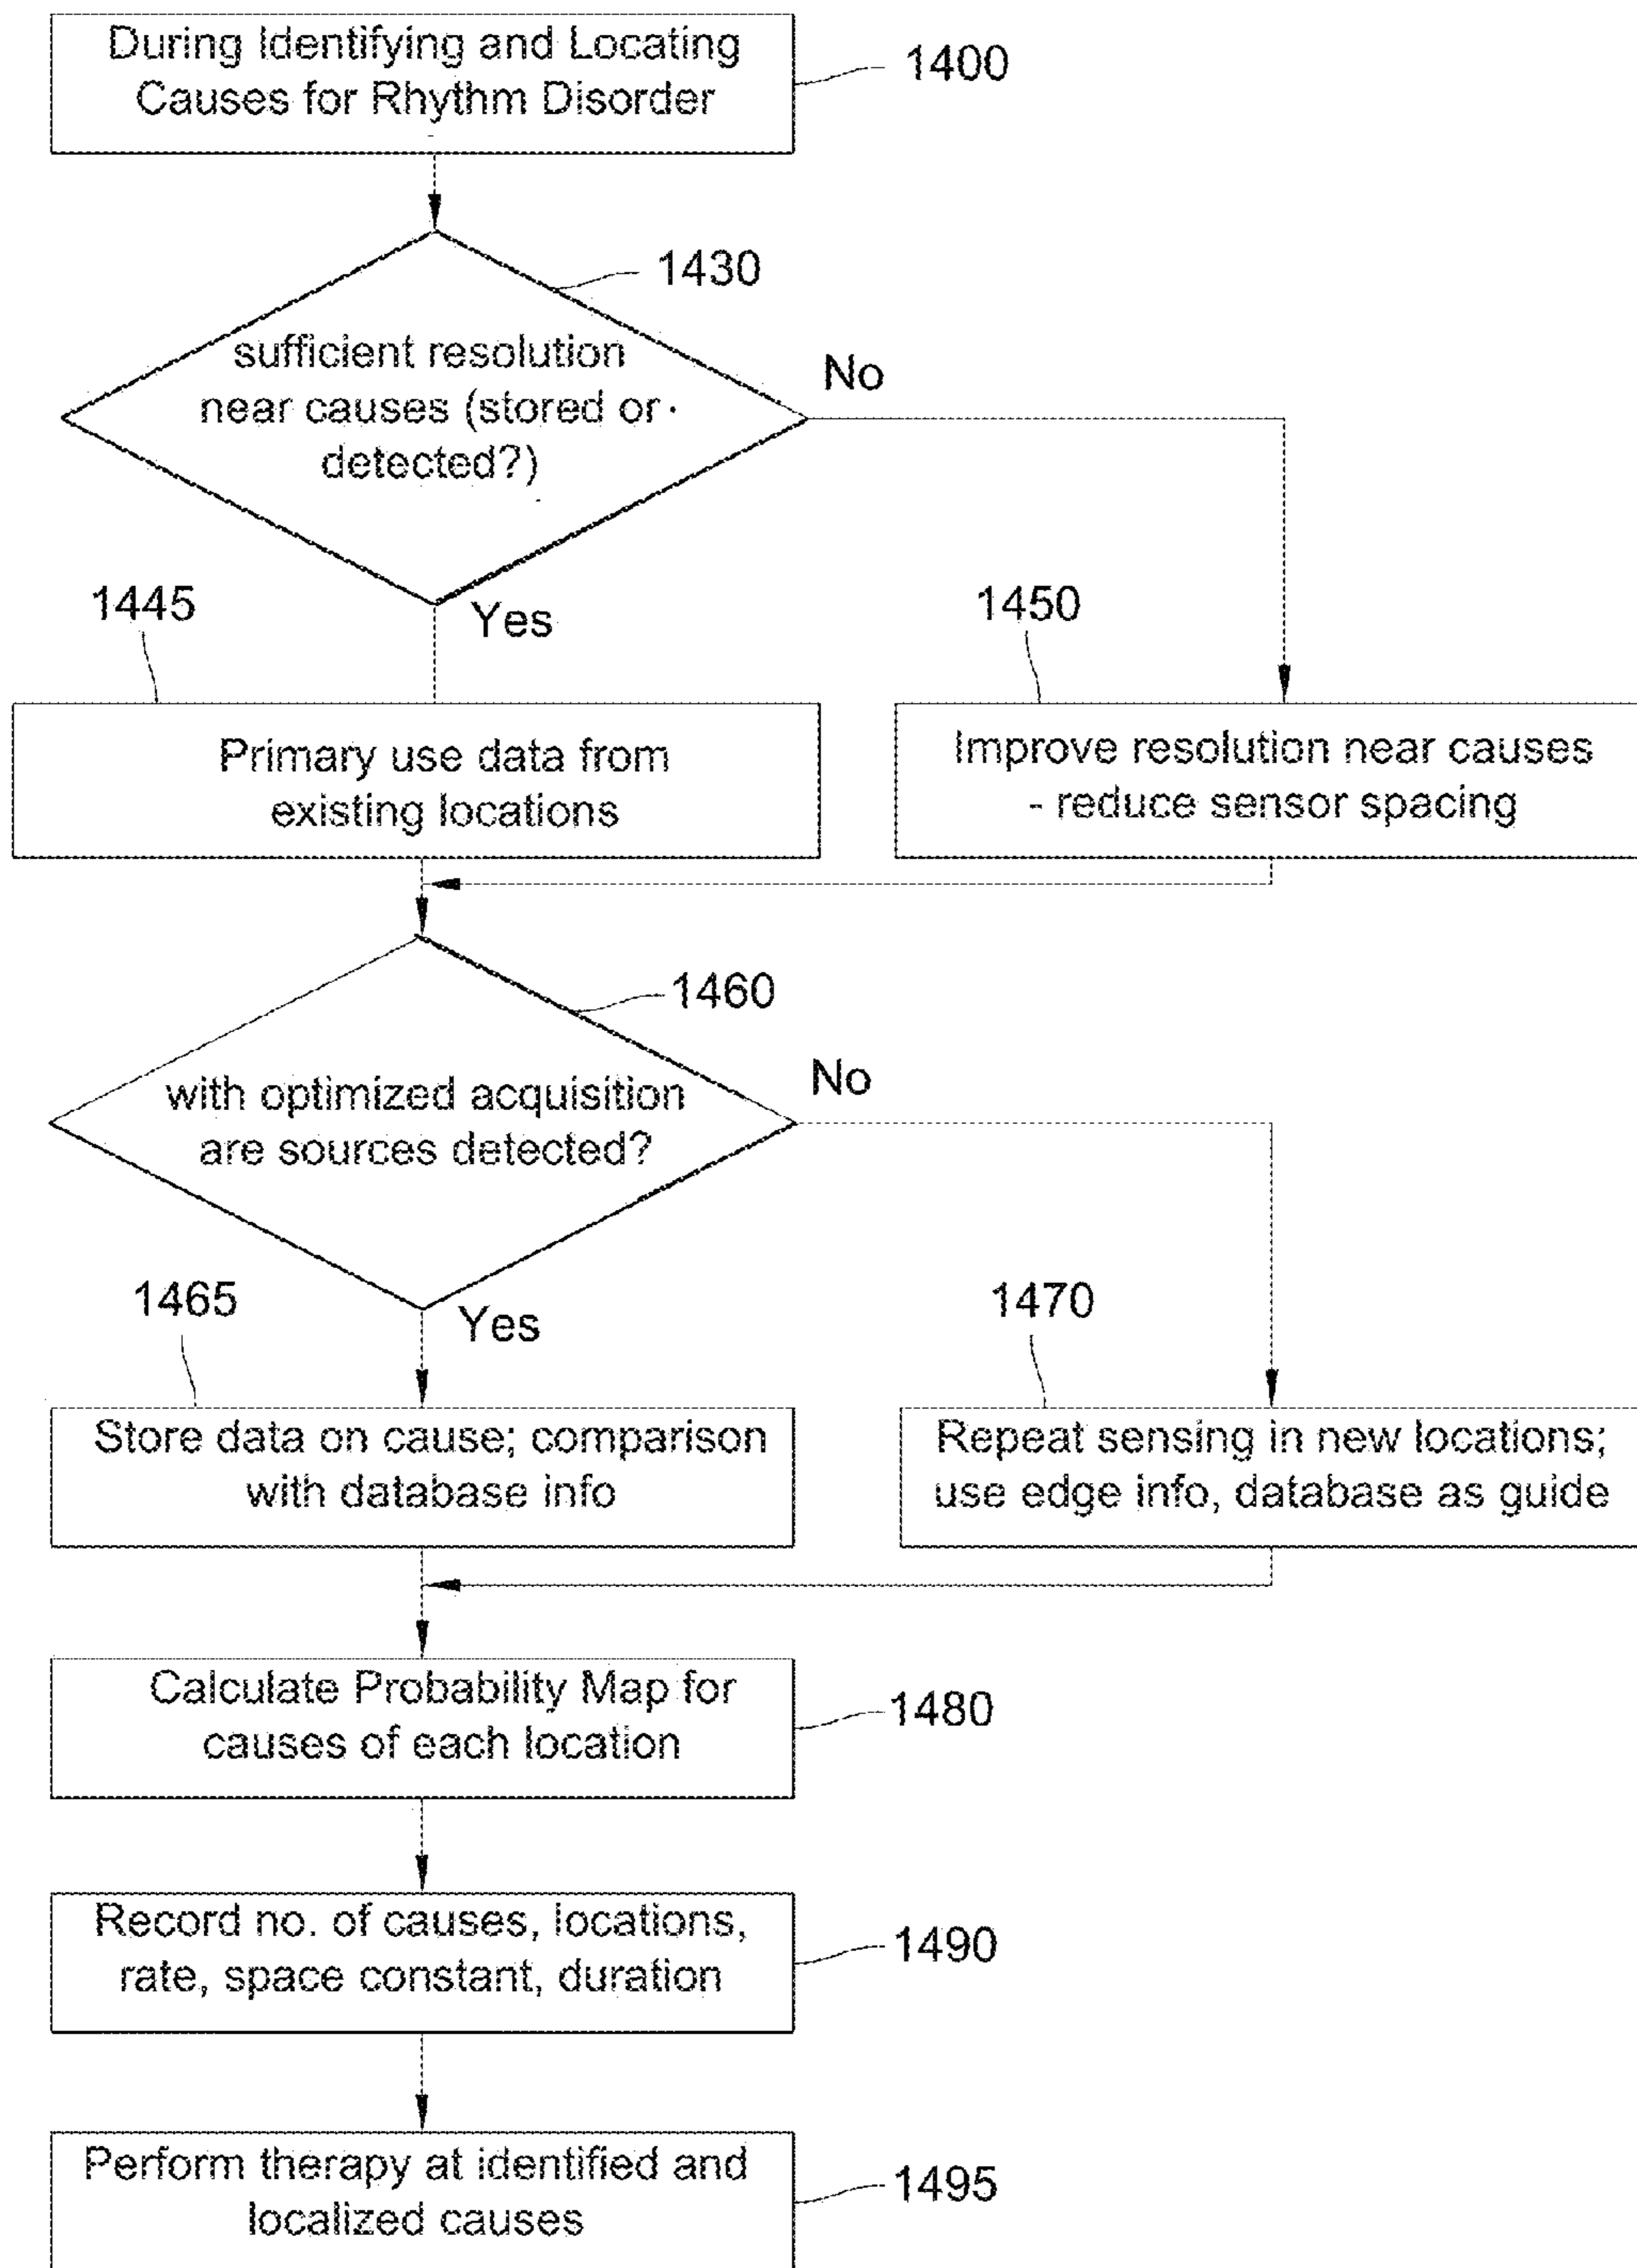 During Identifying and Locating
Causes for Rhythm Disorder
1400
1430
sufficient resolution
near causes (stored or
detected?)
No
Yes
1445
1450
Primary use data from
existing locations
Improve resolution near causes
- reduce sensor spacing
1460
with optimized acquisition
are sources detected?
No
Yes
1465
1470
Store data on cause; comparison
with database info
Repeat sensing in new locations;
use edge info, database as guide
Calculate Probability Map for
causes of each location
1480
Record no. of causes, locations,
rate, space constant, duration
1490
Perform therapy at identified and
localized causes
1495